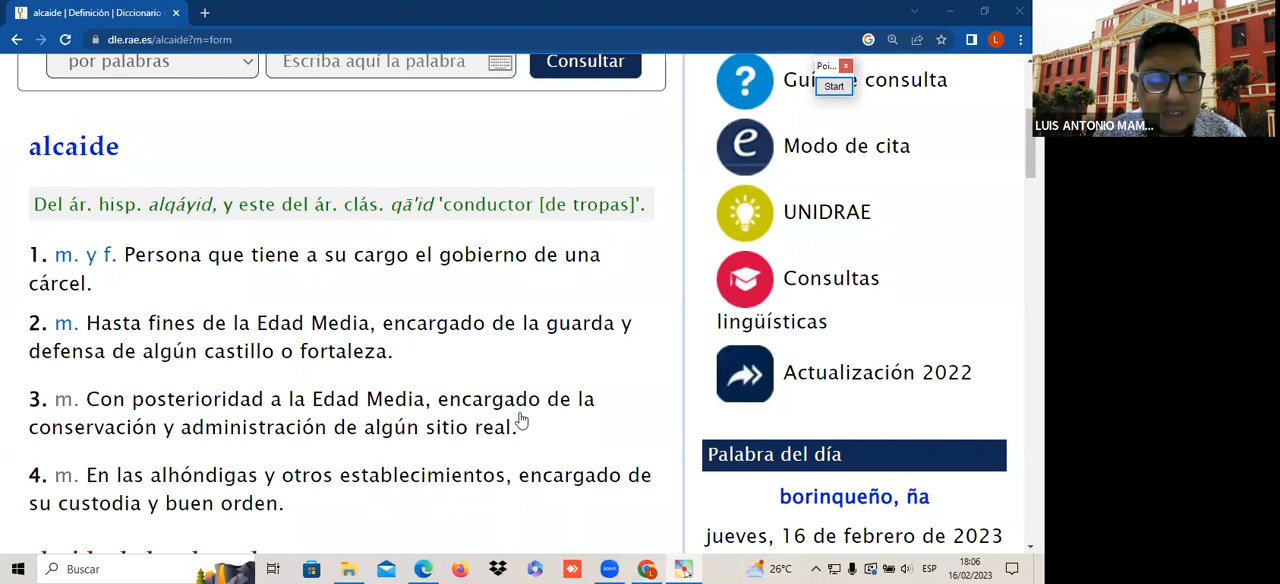 alcaide | Definición | Diccionario
dle.rae.es/alcaide?m=form
por palabras
Escriba aquí la palabra
Consultar
alcaide
Del ár. hisp. alqáyid, y este del ár. clás. qā'id 'conductor [de tropas]'.
1. m. y f. Persona que tiene a su cargo el gobierno de una
cárcel.
2. m. Hasta fines de la Edad Media, encargado de la guarda y
defensa de algún castillo o fortaleza.
3. m. Con posterioridad a la Edad Media, encargado de la
conservación y administración de algún sitio real.
4. m. En las alhóndigas y otros establecimientos, encargado de
su custodia y buen orden.
Poi...
Start
consulta
Modo de cita
UNIDRAE
Consultas
lingüísticas
Actualización 2022
Palabra del día
borinqueño, ña
jueves, 16 de febrero de 2023
LUIS ANTONIO MAM...
L
Buscar
zoom
26°C
ESP
18:06
16/02/2023